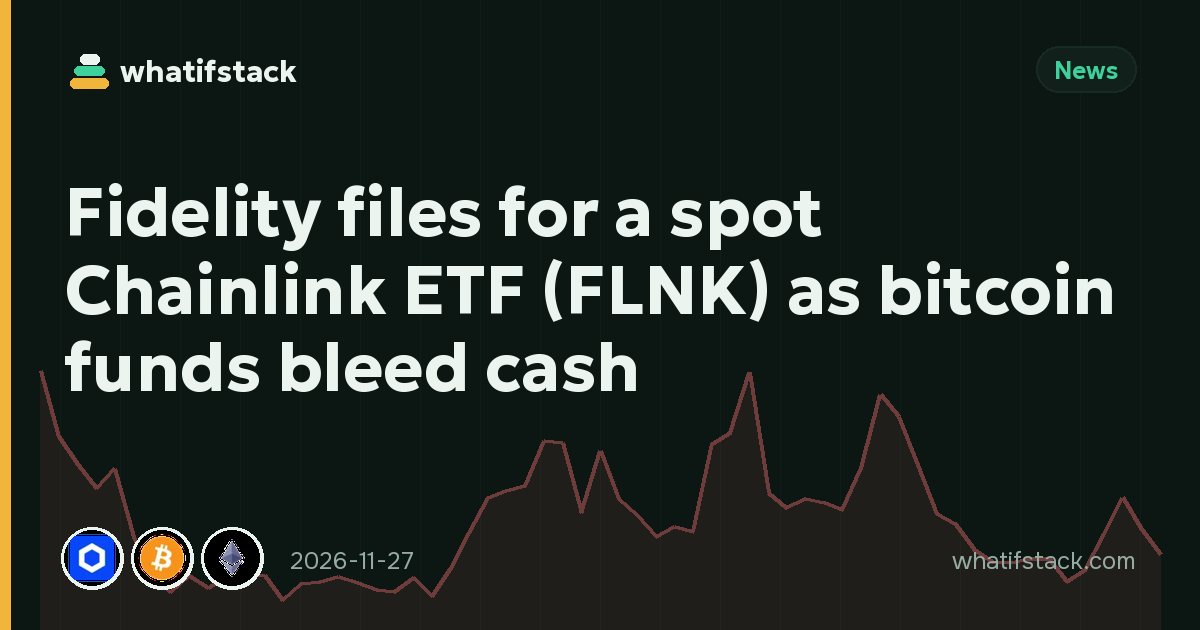 whatifstack
News
Fidelity files for a spot
Chainlink ETF (FLNK) as bitcoin
funds bleed cash
2026-11-27
whatifstack.com